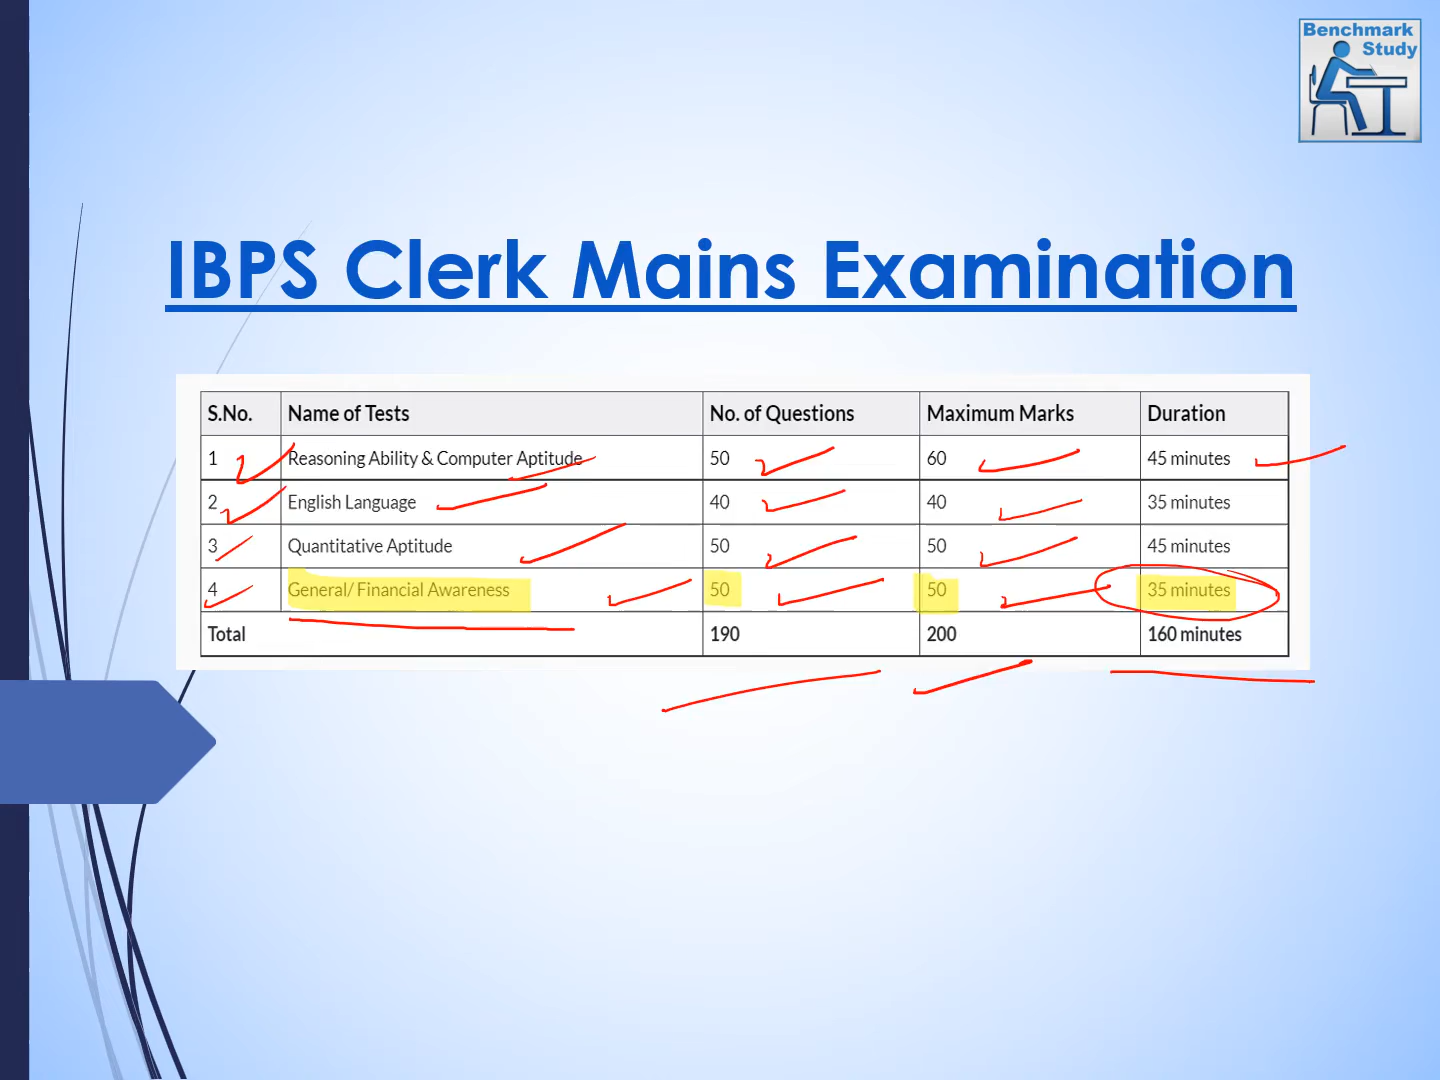 Benchmark
Study
IBPS Clerk Mains Examination
S.No. Name of Tests No. of Questions Maximum Marks Duration
1 Reasoning Ability & Computer Aptitude 50 60 45 minutes
2 English Language 40 40 35 minutes
3 Quantitative Aptitude 50 50 45 minutes
4 General/ Financial Awareness 50 50 35 minutes
Total 190 200 160 minutes